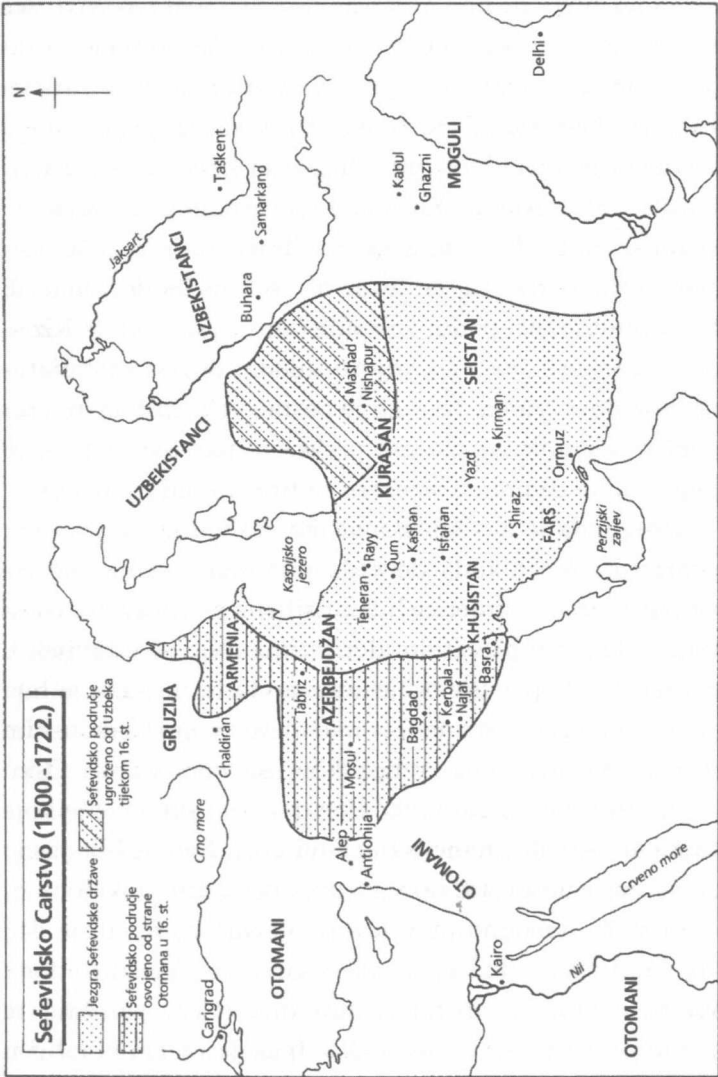 Sefevidsko Carstvo (1500.-1722.)
Jezgra Sefevidske države
Sefevidsko područje
osvojeno od strane
Otomana u 16. st.
Sefevidsko područje
ugroženo od Uzbeka
tijekom 16. st.
N
Carigrad
Crno more
GRUZIJA
ARMENIA
Chaldiran
Kaspijsko
jezero
UZBEKISTANCI
UZBEKISTANCI
Jaksart
Taškent
Samarkand
Buhara
OTOMANI
Alep
Antiohija
Mosul
Tabriz
AZERBEJDŽAN
Teheran
Rayy
Qum
Kashan
Isfahan
KURASAN
Mashad
Nishapur
Kabul
Ghazni
MOGULI
Delhi
Bagdad
Kerbala
Najaf
Basra
KHUSISTAN
Yazd
Kirman
SEISTAN
Shiraz
FARS
Ormuz
Perzijski
zaljev
OTOMANI
Kairo
Nil
Crveno more
OTOMANI